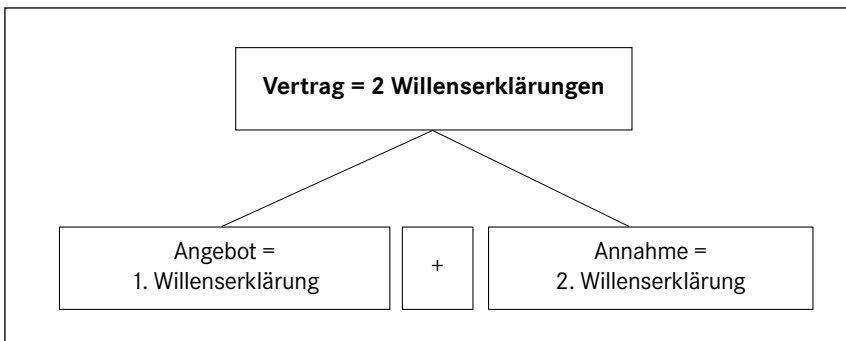 Vertrag = 2 Willenserklärungen
Angebot =
1. Willenserklärung
+
Annahme =
2. Willenserklärung